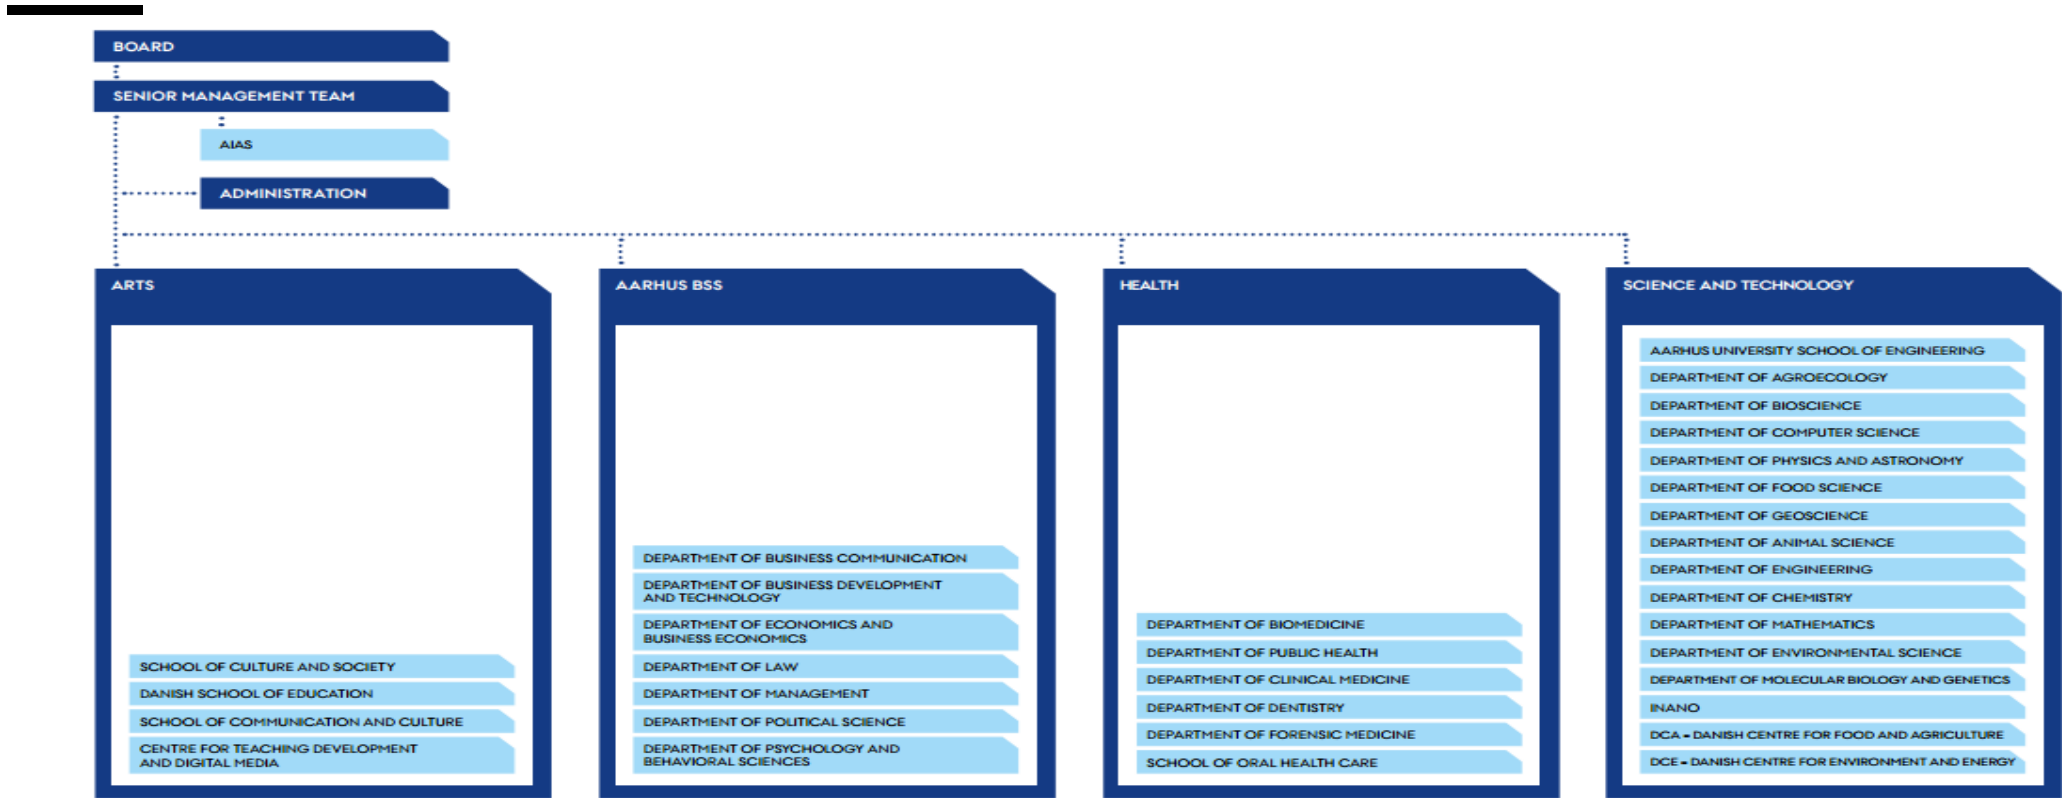 BOARD
SENIOR MANAGEMENT TEAM
AIAS
ADMINISTRATION
ARTS
SCHOOL OF CULTURE AND SOCIETY
DANISH SCHOOL OF EDUCATION
SCHOOL OF COMMUNICATION AND CULTURE
CENTRE FOR TEACHING DEVELOPMENT
AND DIGITAL MEDIA
AARHUS BSS
DEPARTMENT OF BUSINESS COMMUNICATION
DEPARTMENT OF BUSINESS DEVELOPMENT
AND TECHNOLOGY
DEPARTMENT OF ECONOMICS AND
BUSINESS ECONOMICS
DEPARTMENT OF LAW
DEPARTMENT OF MANAGEMENT
DEPARTMENT OF POLITICAL SCIENCE
DEPARTMENT OF PSYCHOLOGY AND
BEHAVIORAL SCIENCES
HEALTH
DEPARTMENT OF BIOMEDICINE
DEPARTMENT OF PUBLIC HEALTH
DEPARTMENT OF CLINICAL MEDICINE
DEPARTMENT OF DENTISTRY
DEPARTMENT OF FORENSIC MEDICINE
SCHOOL OF ORAL HEALTH CARE
SCIENCE AND TECHNOLOGY
AARHUS UNIVERSITY SCHOOL OF ENGINEERING
DEPARTMENT OF AGROECOLOGY
DEPARTMENT OF BIOSCIENCE
DEPARTMENT OF COMPUTER SCIENCE
DEPARTMENT OF PHYSICS AND ASTRONOMY
DEPARTMENT OF FOOD SCIENCE
DEPARTMENT OF GEOSCIENCE
DEPARTMENT OF ANIMAL SCIENCE
DEPARTMENT OF ENGINEERING
DEPARTMENT OF CHEMISTRY
DEPARTMENT OF MATHEMATICS
DEPARTMENT OF ENVIRONMENTAL SCIENCE
DEPARTMENT OF MOLECULAR BIOLOGY AND GENETICS
INANO
DCA - DANISH CENTRE FOR FOOD AND AGRICULTURE
DCE - DANISH CENTRE FOR ENVIRONMENT AND ENERGY